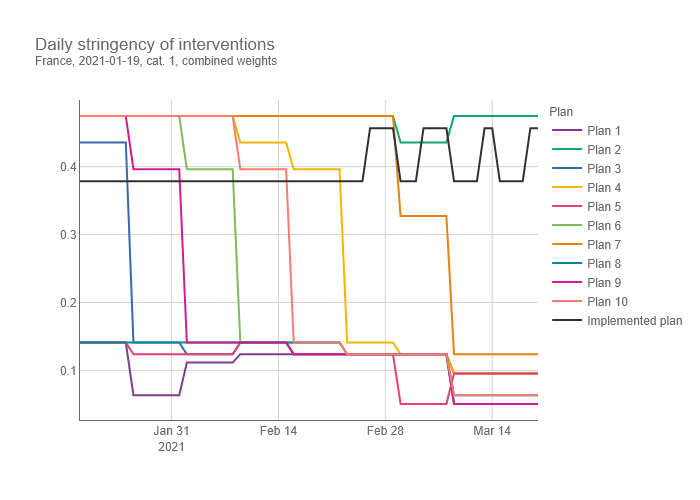 Daily stringency of interventions
France, 2021-01-19, cat. 1, combined weights
Plan
Plan 1
Plan 2
Plan 3
Plan 4
Plan 5
Plan 6
Plan 7
Plan 8
Plan 9
Plan 10
Implemented plan
0.4
0.3
0.2
0.1
Jan 31 Feb 14 Feb 28 Mar 14
2021